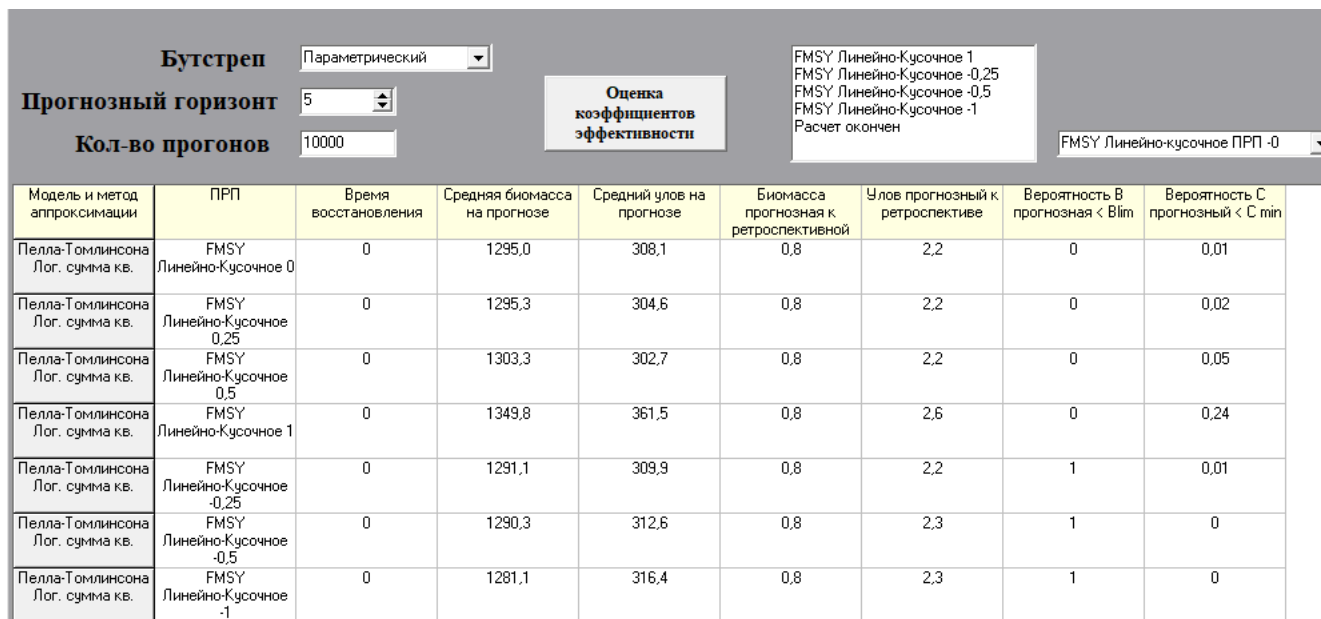 Бутстреп
Параметрический
Прогнозный горизонт
5
Кол-во прогонов
10000
Оценка
коэффициентов
эффективности
FMSY Линейно-Кусочное 1
FMSY Линейно-Кусочное -0,25
FMSY Линейно-Кусочное -0,5
FMSY Линейно-Кусочное -1
Расчет окончен
FMSY Линейно-кусочное ПРП -0
Модель и метод
аппроксимации
ПРП
Время
восстановления
Средняя биомасса
на прогнозе
Средний улов на
прогнозе
Биомасса
прогнозная к
ретроспективной
Улов прогнозный к
ретроспективе
Вероятность B
прогнозная < Blim
Вероятность C
прогнозный < C min
Пелла-Томлинсона
Лог. сумма кв.
FMSY
Линейно-Кусочное 0
0
1295,0
308,1
0,8
2,2
0
0,01
Пелла-Томлинсона
Лог. сумма кв.
FMSY
Линейно-Кусочное
0,25
0
1295,3
304,6
0,8
2,2
0
0,02
Пелла-Томлинсона
Лог. сумма кв.
FMSY
Линейно-Кусочное
0,5
0
1303,3
302,7
0,8
2,2
0
0,05
Пелла-Томлинсона
Лог. сумма кв.
FMSY
Линейно-Кусочное 1
0
1349,8
361,5
0,8
2,6
0
0,24
Пелла-Томлинсона
Лог. сумма кв.
FMSY
Линейно-Кусочное
-0,25
0
1291,1
309,9
0,8
2,2
1
0,01
Пелла-Томлинсона
Лог. сумма кв.
FMSY
Линейно-Кусочное
-0,5
0
1290,3
312,6
0,8
2,3
1
0
Пелла-Томлинсона
Лог. сумма кв.
FMSY
Линейно-Кусочное
-1
0
1281,1
316,4
0,8
2,3
1
0